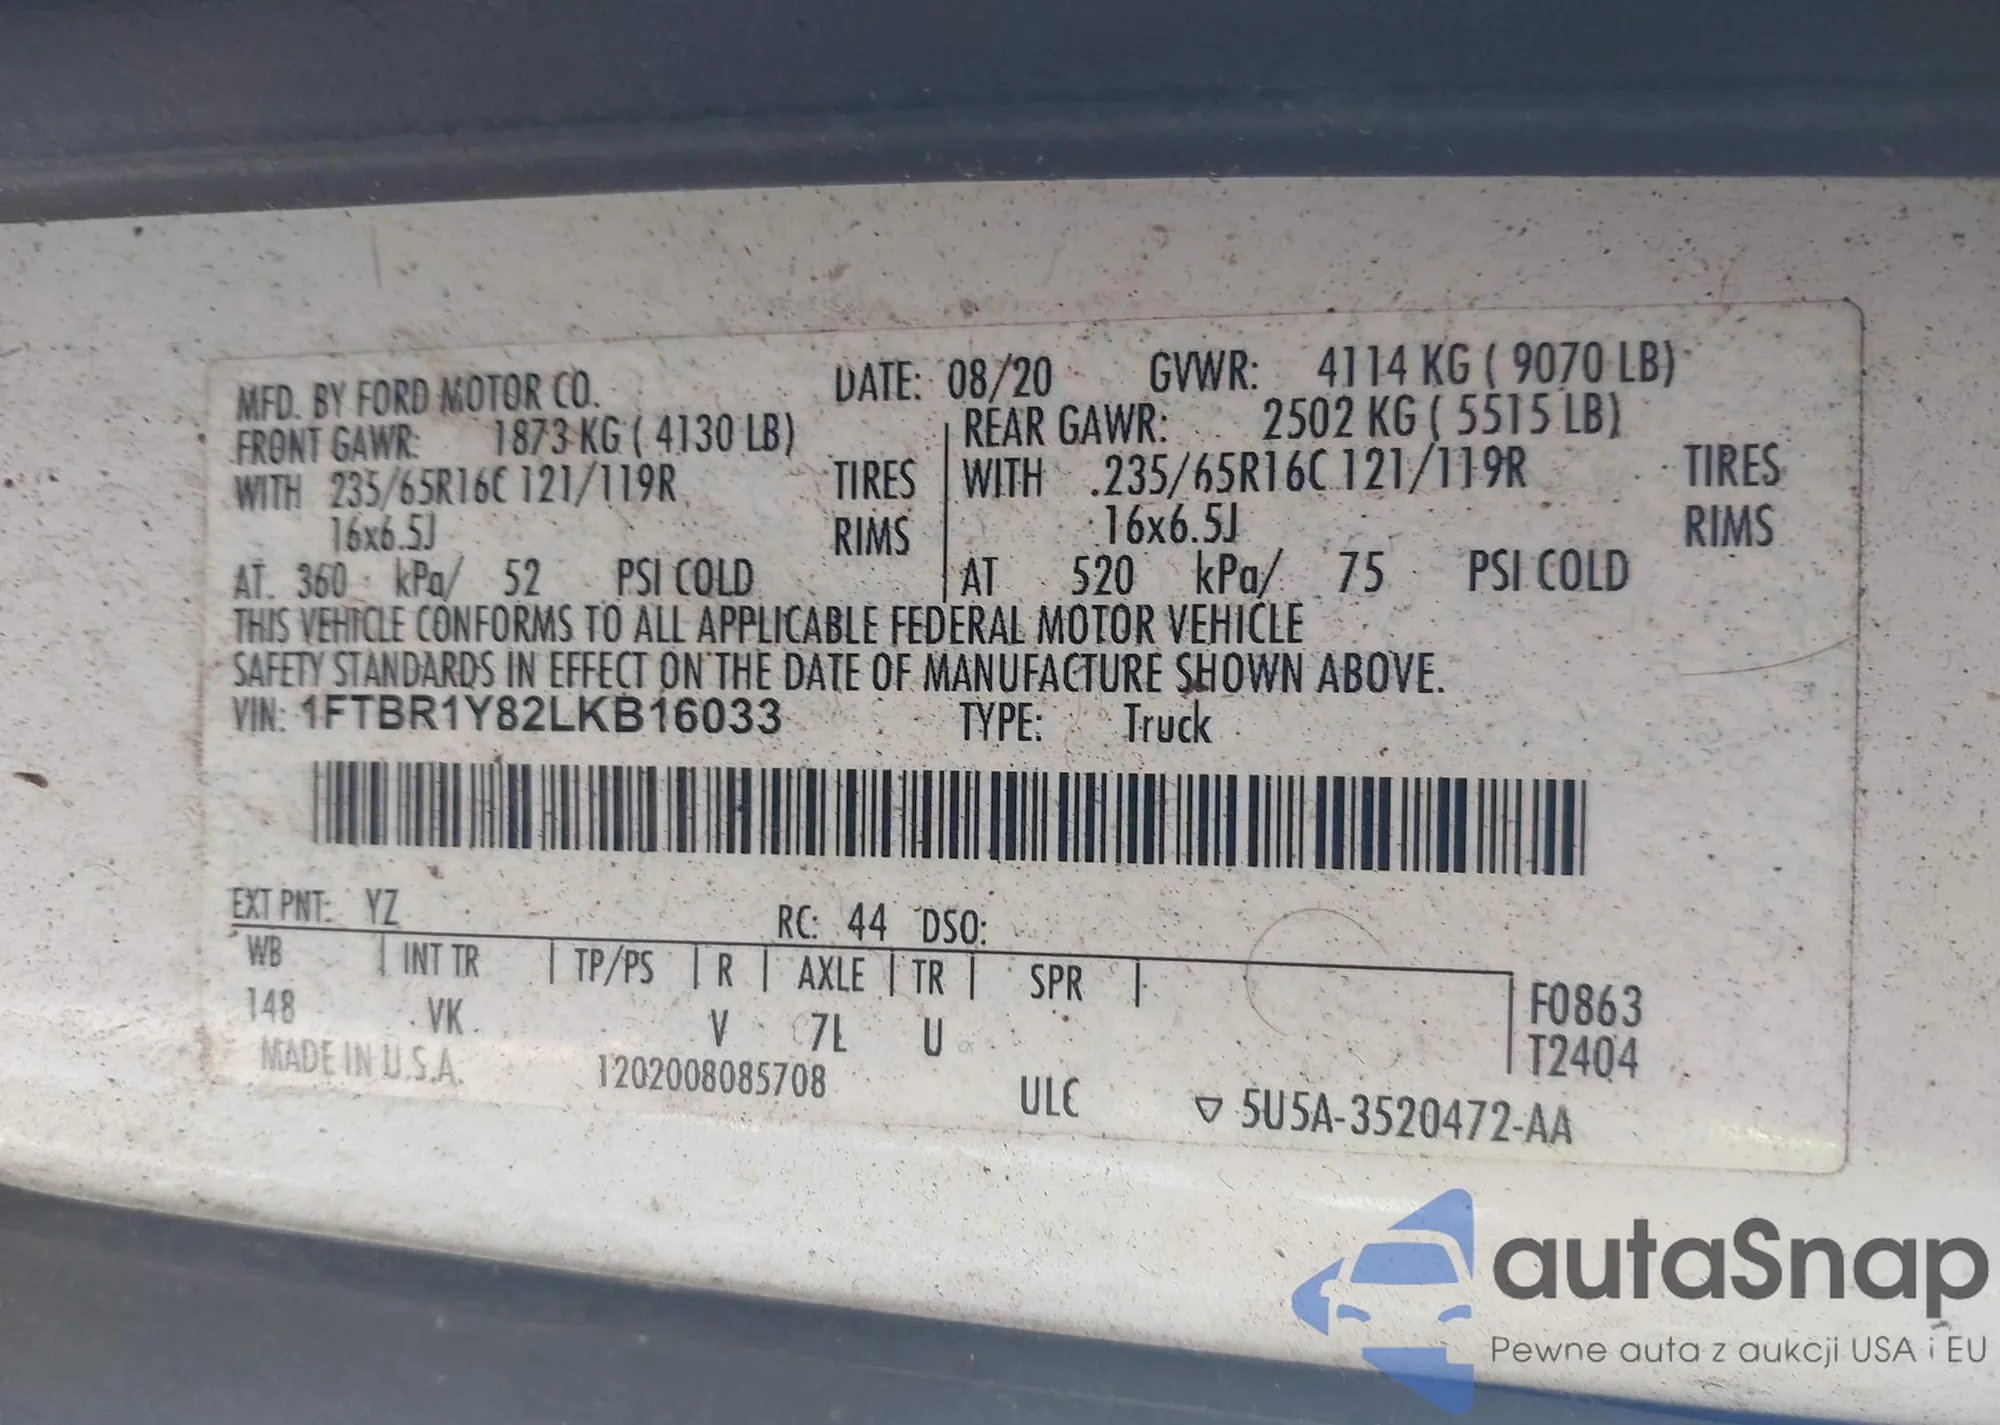 MFD. BY FORD MOTOR CO. DATE: 08/20 GVWR: 4114 KG ( 9070 LB)
FRONT GAWR: 1873 KG ( 4130 LB) REAR GAWR: 2502 KG ( 5515 LB)
WITH 235/65R16C 121/119R TIRES WITH 235/65R16C 121/119R TIRES
16x6.5J RIMS 16x6.5J RIMS
AT 360 kPa/ 52 PSI COLD AT 520 kPa/ 75 PSI COLD
THIS VEHICLE CONFORMS TO ALL APPLICABLE FEDERAL MOTOR VEHICLE
SAFETY STANDARDS IN EFFECT ON THE DATE OF MANUFACTURE SHOWN ABOVE.
VIN: 1FTBR1Y82LKB16033 TYPE: Truck
EXT PNT: YZ RC: 44 DSO:
WB INT TR TP/PS R AXLE TR SPR
148 VK V 7L U
F0863
T2404
MADE IN U.S.A. 1202008085708 ULC 5U5A-3520472-AA
autaSnap
Pewne auta z aukcji USA i EU